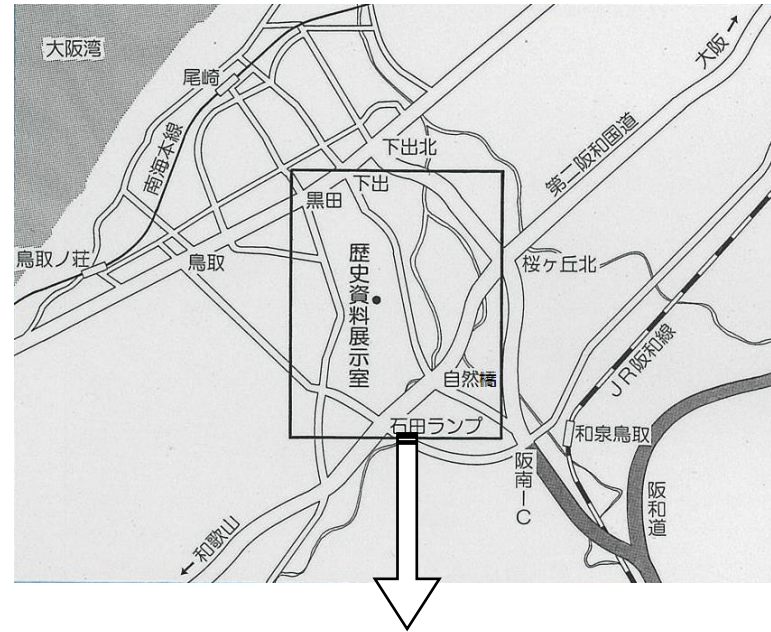 大阪湾
尾崎
南海本線
大阪→
下出北
第二阪和国道
下出
黒田
鳥取ノ荘
鳥取
桜ヶ丘北
歴史資料展示室
JR阪和線
自然橋
石田ランプ
和泉鳥取
阪南IC
阪和道
←和歌山